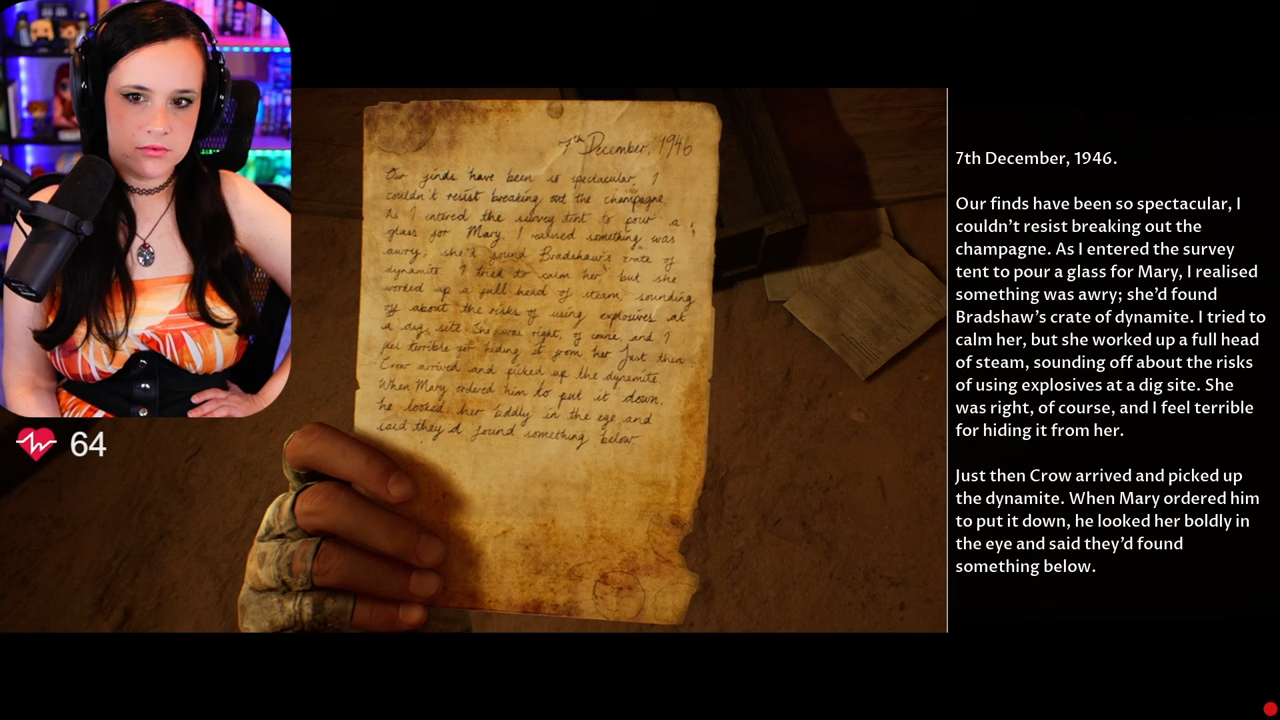 64
7th December, 1946
Our finds have been so spectacular, I
couldn't resist breaking out the champagne.
As I entered the survey tent to pour a
glass for Mary, I realised something was
awry; she'd found Bradshaw's crate of
dynamite. I tried to calm her, but she
worked up a full head of steam, sounding
off about the risks of using explosives at
a dig site. She was right, of course, and I
feel terrible for hiding it from her. Just then
Crow arrived and picked up the dynamite.
When Mary ordered him to put it down,
he looked her boldly in the eye and
said they'd found something below.
7th December, 1946.
Our finds have been so spectacular, I
couldn't resist breaking out the
champagne. As I entered the survey
tent to pour a glass for Mary, I realised
something was awry; she'd found
Bradshaw's crate of dynamite. I tried to
calm her, but she worked up a full head
of steam, sounding off about the risks
of using explosives at a dig site. She
was right, of course, and I feel terrible
for hiding it from her.
Just then Crow arrived and picked up
the dynamite. When Mary ordered him
to put it down, he looked her boldly in
the eye and said they'd found
something below.